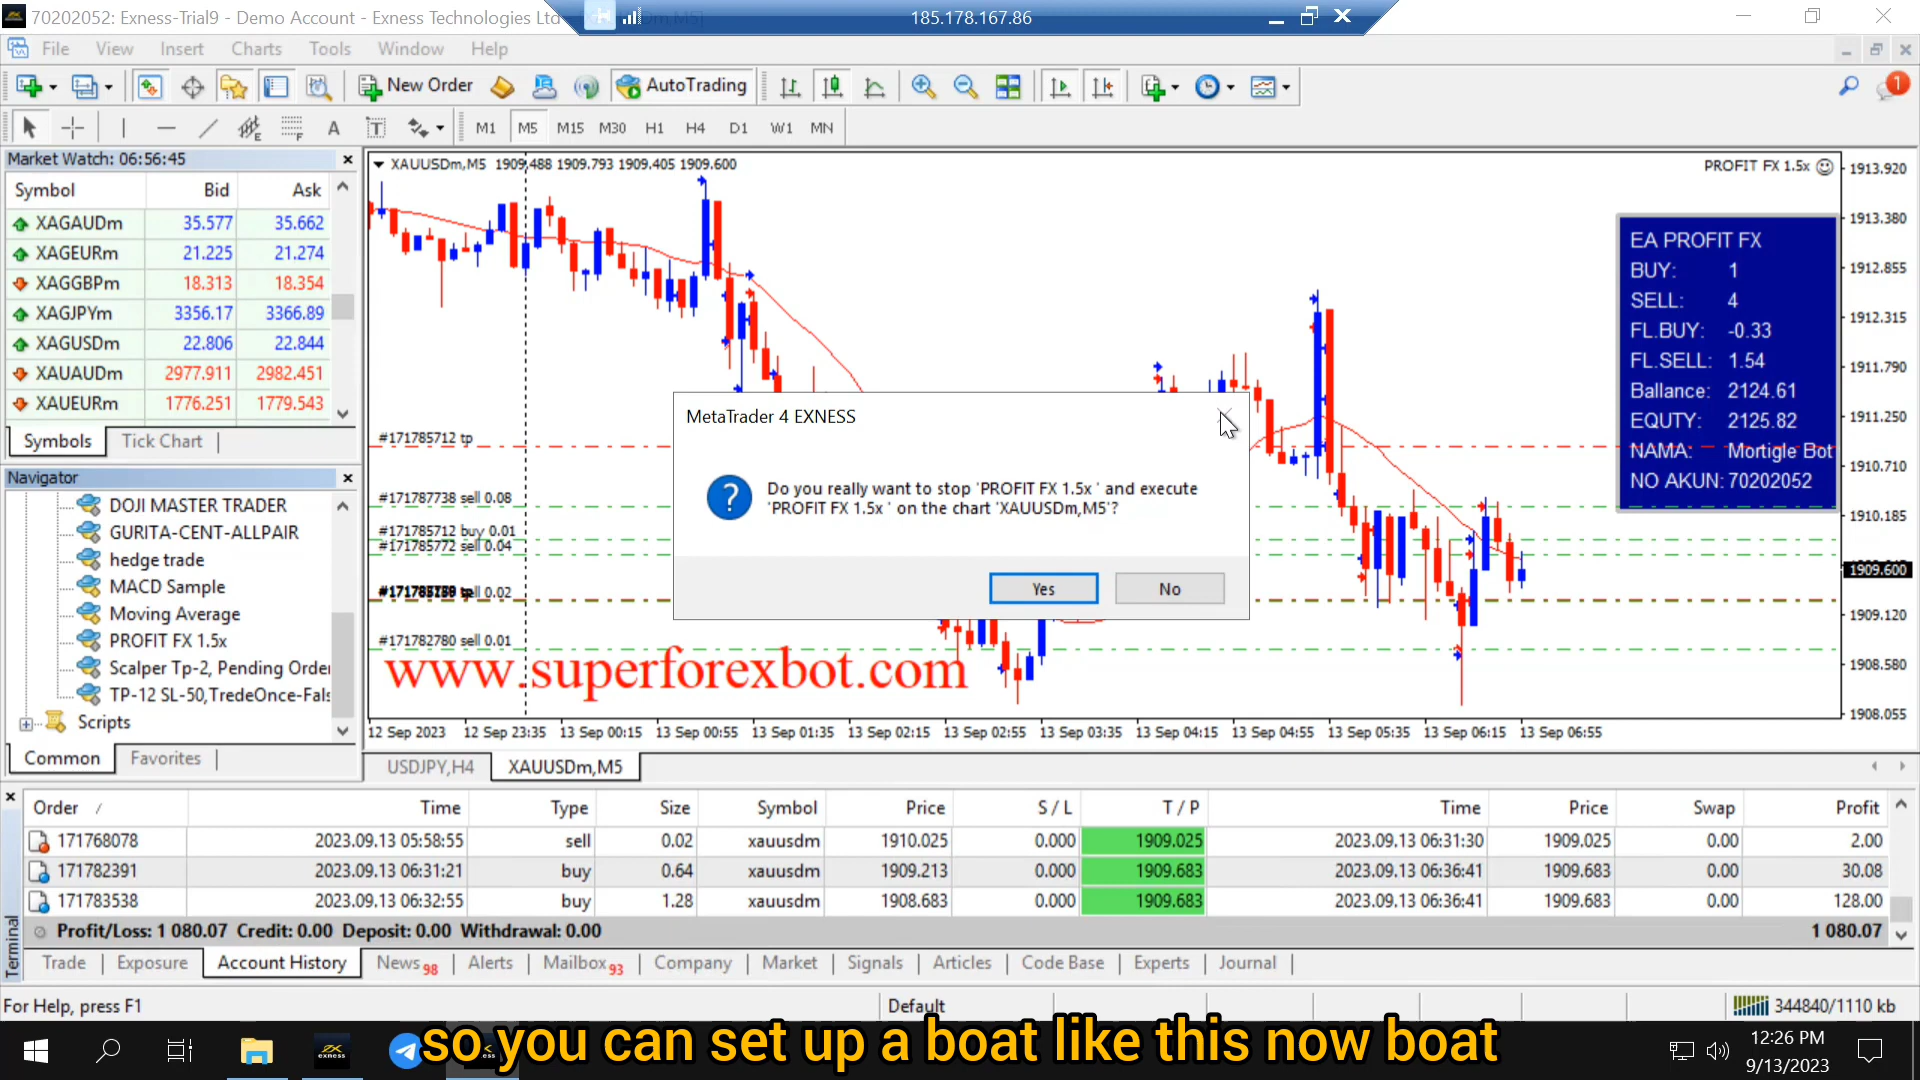 70202052: Exness-Trial9 - Demo Account - Exness Technologies Ltd
185.178.167.86
File View Insert Charts Tools Window Help
New Order AutoTrading 1
A T M1 M5 M15 M30 H1 H4 D1 W1 MN
Market Watch: 06:56:45
Symbol Bid Ask
XAGAUDm 35.577 35.662
XAGEURm 21.225 21.274
XAGGBPm 18.313 18.354
XAGJPYm 3356.17 3366.89
XAGUSDm 22.806 22.844
XAUAUDm 2977.911 2982.451
XAUEURm 1776.251 1779.543
Symbols Tick Chart
Navigator
DOJI MASTER TRADER
GURITA-CENT-ALLPAIR
hedge trade
MACD Sample
Moving Average
PROFIT FX 1.5x
Scalper Tp-2, Pending Order
TP-12 SL-50,TredeOnce-Fals
Scripts
Common Favorites
XAUUSDm,M5 1909.488 1909.793 1909.405 1909.600
PROFIT FX 1.5x
EA PROFIT FX
BUY: 1
SELL: 4
FL.BUY: -0.33
FL.SELL: 1.54
Ballance: 2124.61
EQUTY: 2125.82
NAMA: Mortigle Bot
NO AKUN: 70202052
1913.920
1913.380
1912.855
1912.315
1911.790
1911.250
1910.710
1910.185
1909.600
1909.120
1908.580
1908.055
#171785712 tp
#171787738 sell 0.08
#171785712 buy 0.01
#171785772 sell 0.04
sell 0.02
#171782780 sell 0.01
MetaTrader 4 EXNESS
Do you really want to stop 'PROFIT FX 1.5x ' and execute
'PROFIT FX 1.5x ' on the chart 'XAUUSDm,M5'?
Yes No
www.superforexbot.com
12 Sep 2023 12 Sep 23:35 13 Sep 00:15 13 Sep 00:55 13 Sep 01:35 13 Sep 02:15 13 Sep 02:55 13 Sep 03:35 13 Sep 04:15 13 Sep 04:55 13 Sep 05:35 13 Sep 06:15 13 Sep 06:55
USDJPY,H4 XAUUSDm,M5
Order / Time Type Size Symbol Price S / L T / P Time Price Swap Profit
171768078 2023.09.13 05:58:55 sell 0.02 xauusdm 1910.025 0.000 1909.025 2023.09.13 06:31:30 1909.025 0.00 2.00
171782391 2023.09.13 06:31:21 buy 0.64 xauusdm 1909.213 0.000 1909.683 2023.09.13 06:36:41 1909.683 0.00 30.08
171783538 2023.09.13 06:32:55 buy 1.28 xauusdm 1908.683 0.000 1909.683 2023.09.13 06:36:41 1909.683 0.00 128.00
Profit/Loss: 1 080.07 Credit: 0.00 Deposit: 0.00 Withdrawal: 0.00 1 080.07
Terminal
Trade Exposure Account History News 98 Alerts Mailbox 93 Company Market Signals Articles Code Base Experts Journal
For Help, press F1 Default 344840/1110 kb
so you can set up a boat like this now boat
exness
12:26 PM
9/13/2023